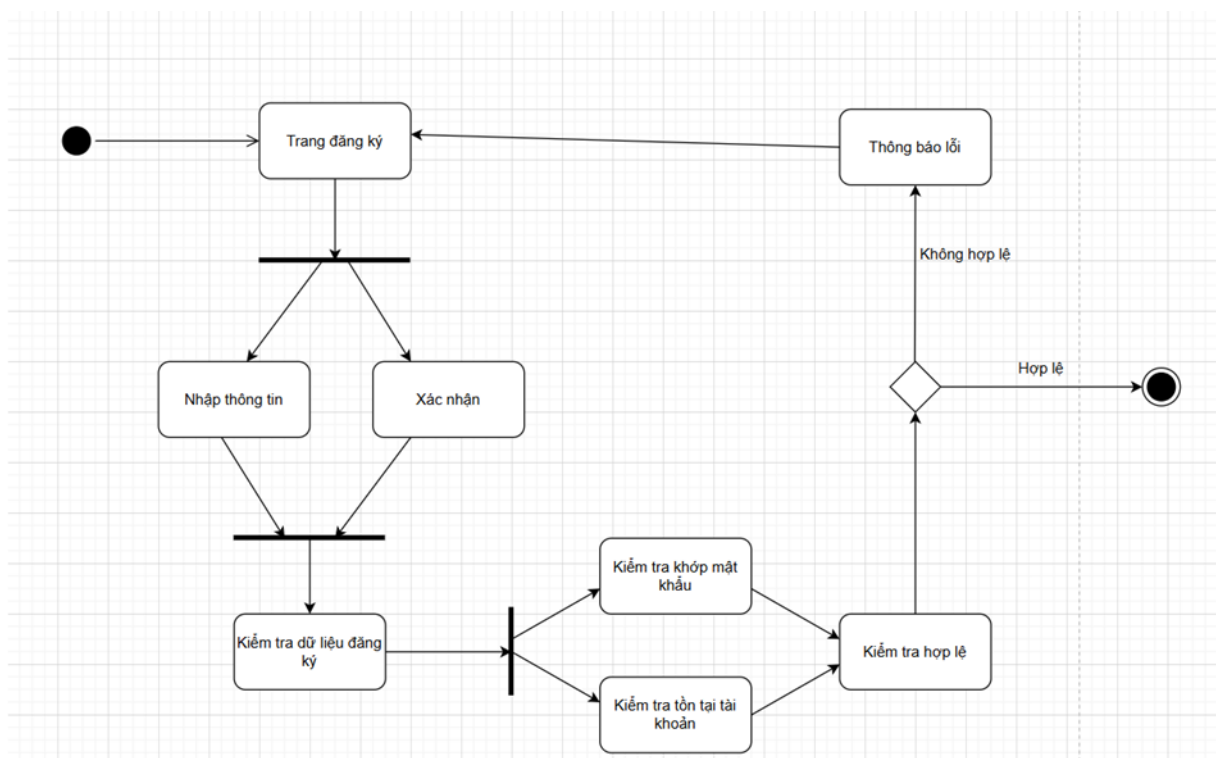 Trang đăng ký
Thông báo lỗi
Không hợp lệ
Hợp lệ
Nhập thông tin
Xác nhận
Kiểm tra khớp mật
khẩu
Kiểm tra dữ liệu đăng
ký
Kiểm tra hợp lệ
Kiểm tra tồn tại tài
khoản